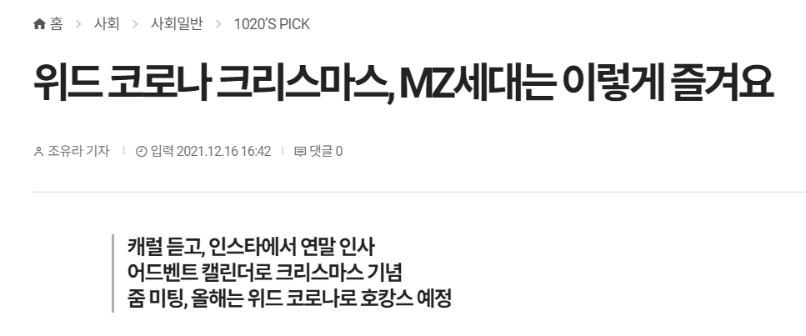 홈 > 사회 > 사회일반 > 1020'S PICK
위드 코로나 크리스마스, MZ세대는 이렇게 즐겨요
조유라 기자 | 입력 2021.12.16 16:42 | 댓글 0
캐럴 듣고, 인스타에서 연말 인사
어드벤트 캘린더로 크리스마스 기념
줌 미팅, 올해는 위드 코로나로 호캉스 예정